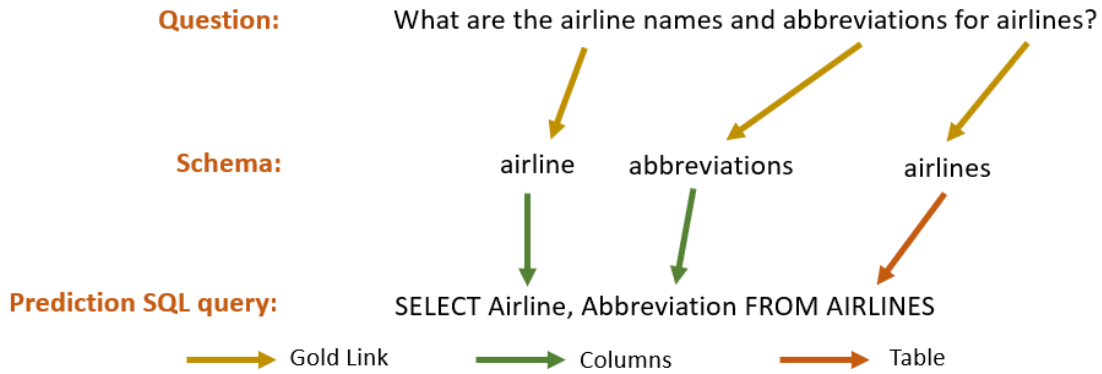 Question: What are the airline names and abbreviations for airlines?
Schema: airline abbreviations airlines
Prediction SQL query: SELECT Airline, Abbreviation FROM AIRLINES
Gold Link Columns Table